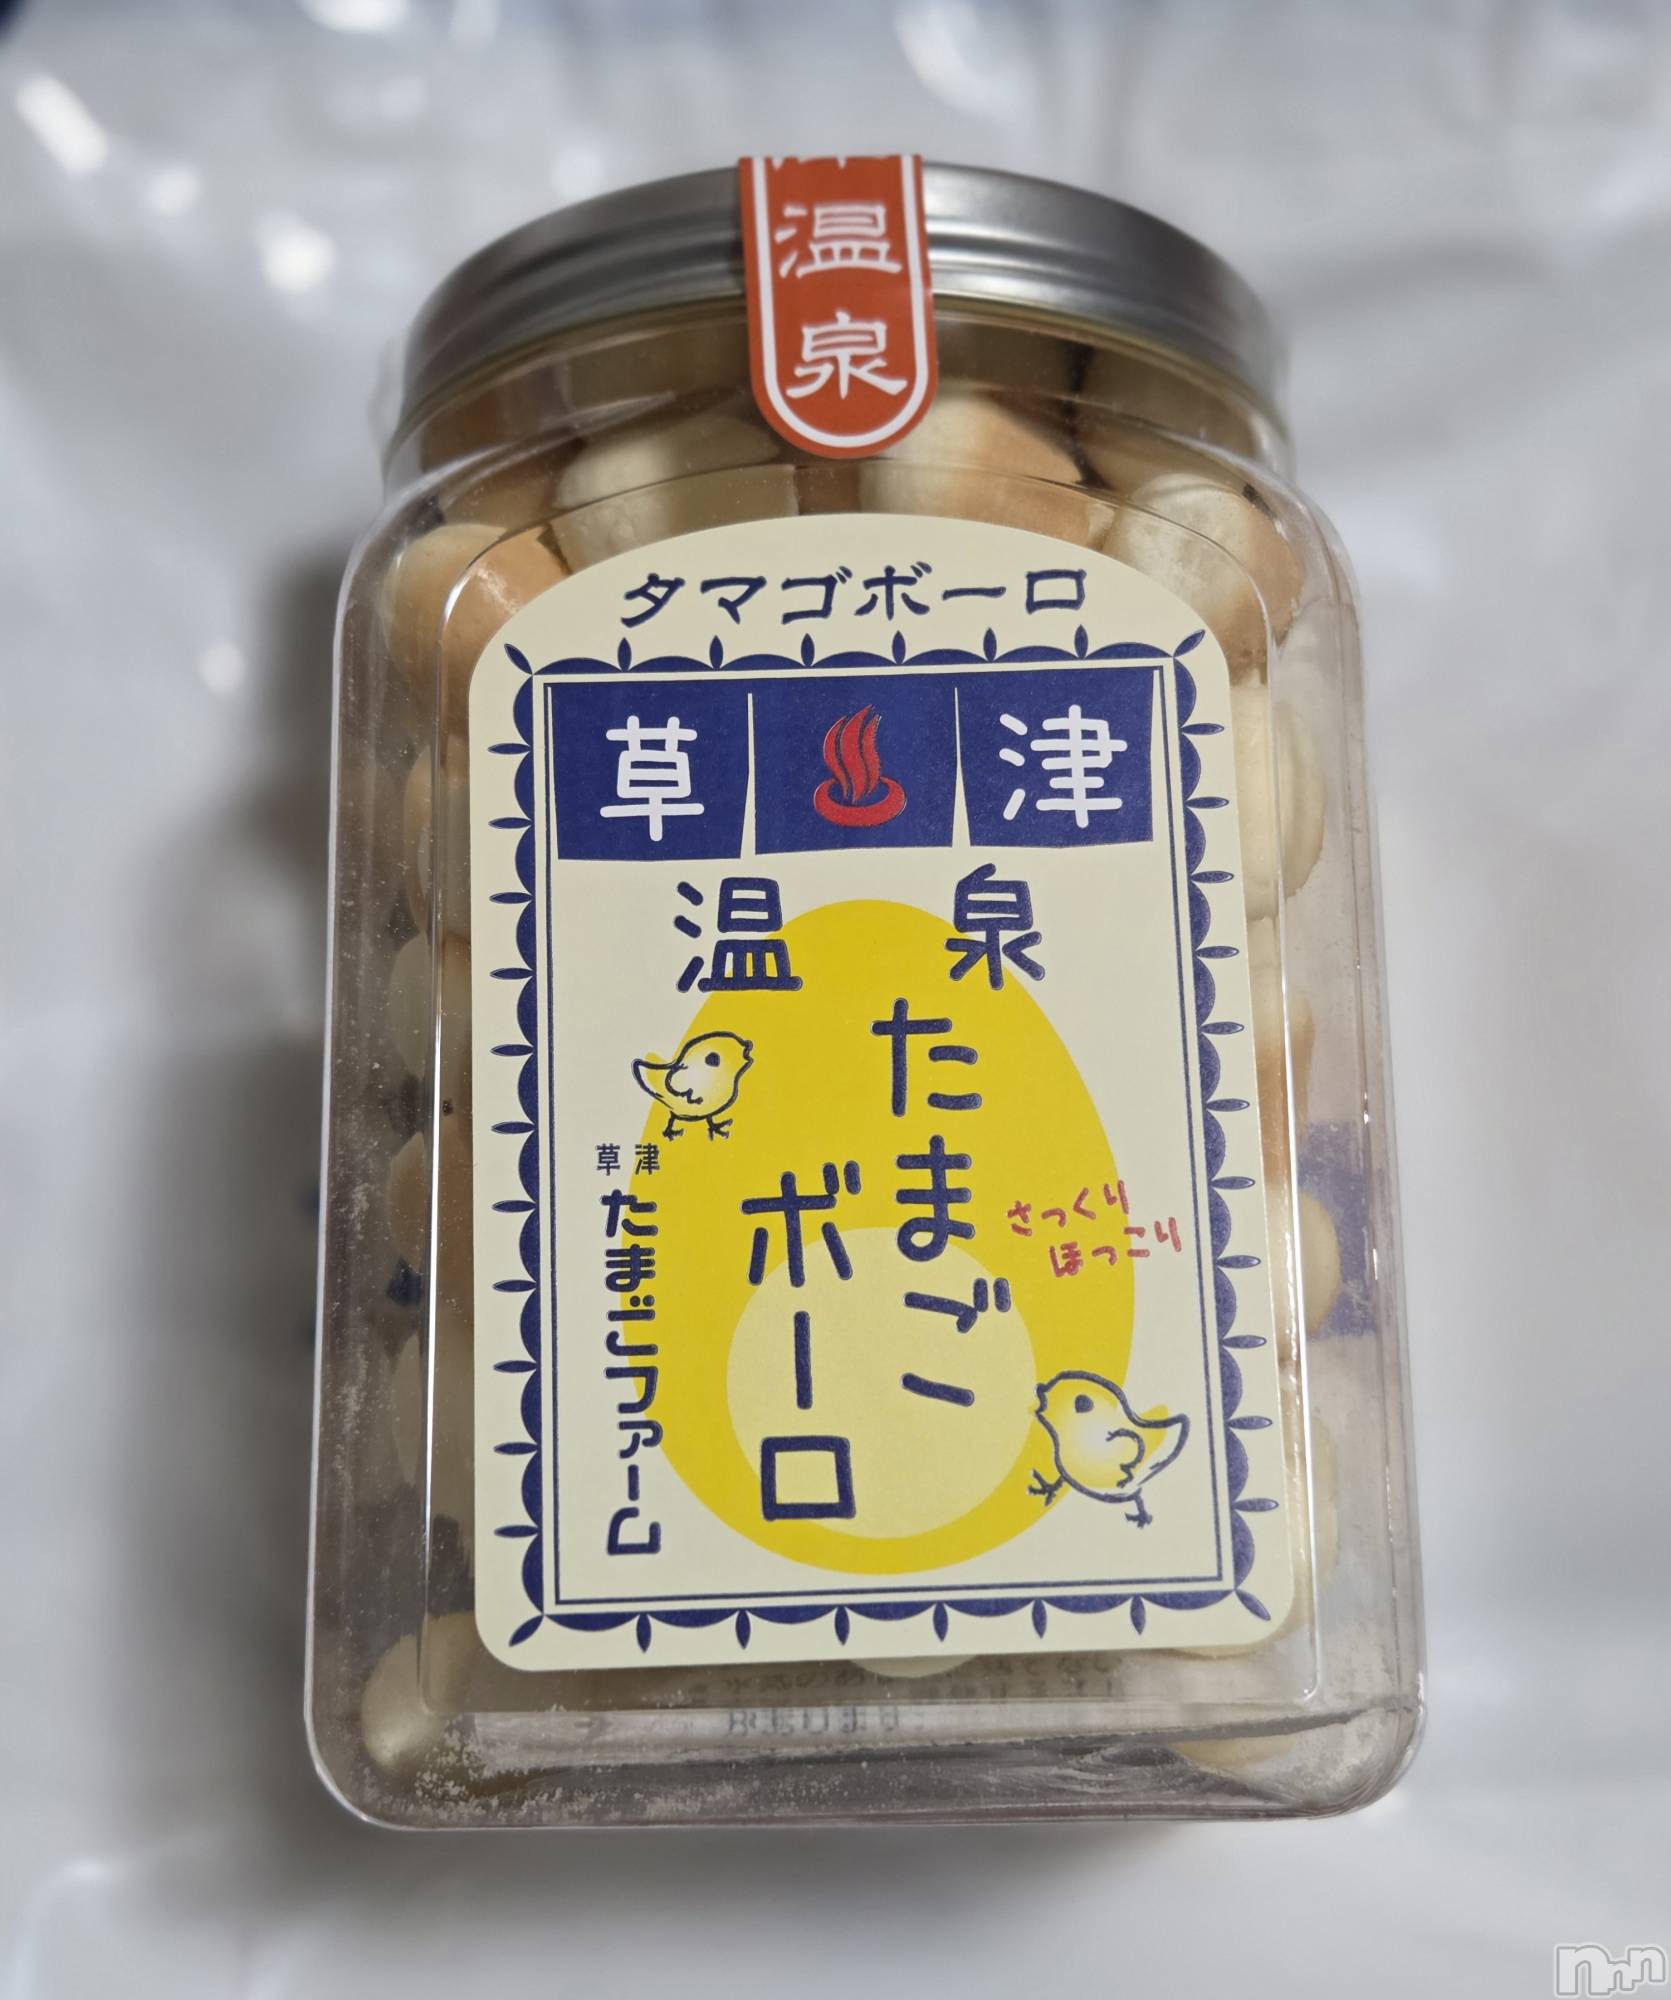 温泉
タマゴボーロ
草津
温泉
たまご
ボーロ
さっくり
ほっこり
草津
たまごファーム
nnn